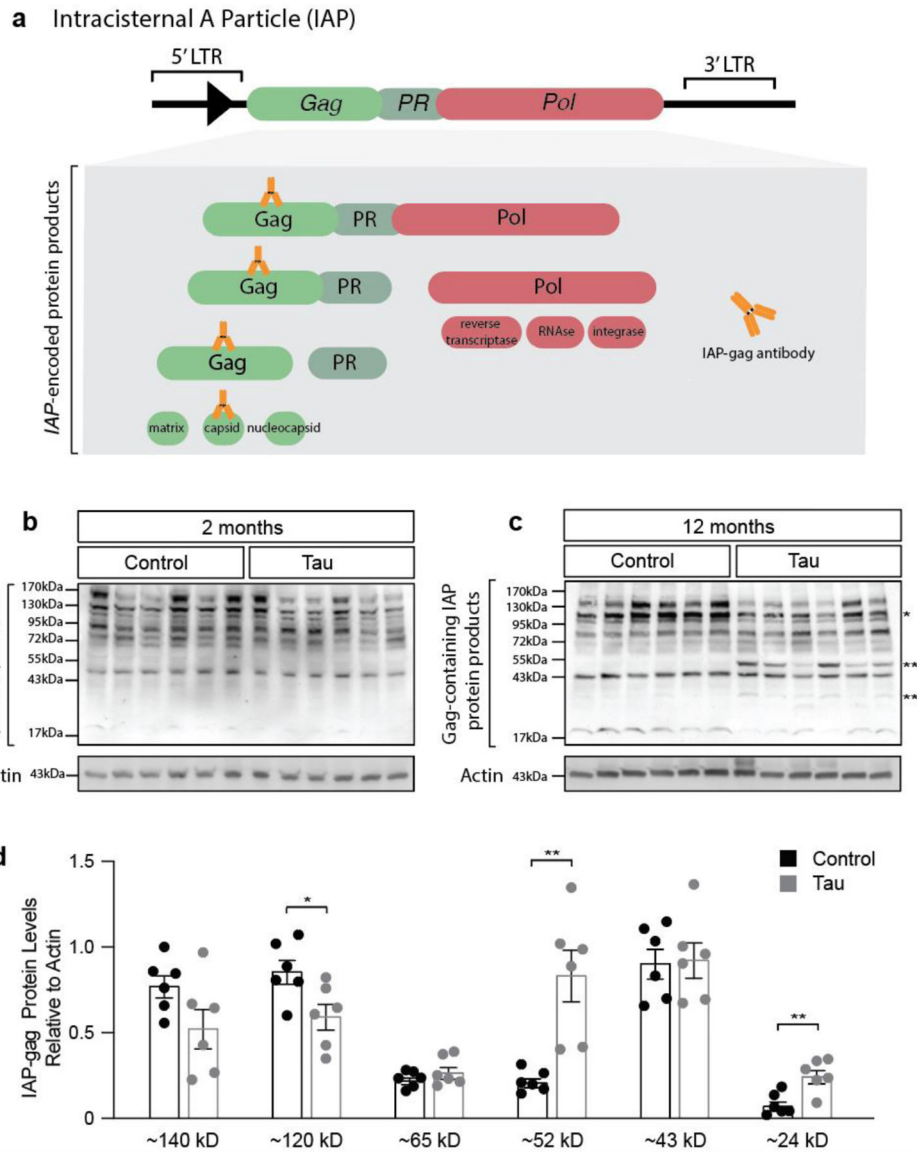 a Intracisternal A Particle (IAP)
5' LTR
3' LTR
Gag PR Pol
IAP-encoded protein products
Gag PR Pol
Gag PR Pol
reverse transcriptase RNAse integrase
Gag PR
IAP-gag antibody
matrix capsid nucleocapsid
b
2 months
Control Tau
170kDa
130kDa
95kDa
72kDa
55kDa
43kDa
17kDa
tin 43kDa
c
12 months
Control Tau
Gag-containing IAP
protein products
170kDa
130kDa
95kDa
72kDa
55kDa
43kDa
17kDa
*
**
**
Actin 43kDa
d
IAP-gag Protein Levels
Relative to Actin
1.5
1.0
0.5
0
*
**
**
Control
Tau
~140 kD ~120 kD ~65 kD ~52 kD ~43 kD ~24 kD